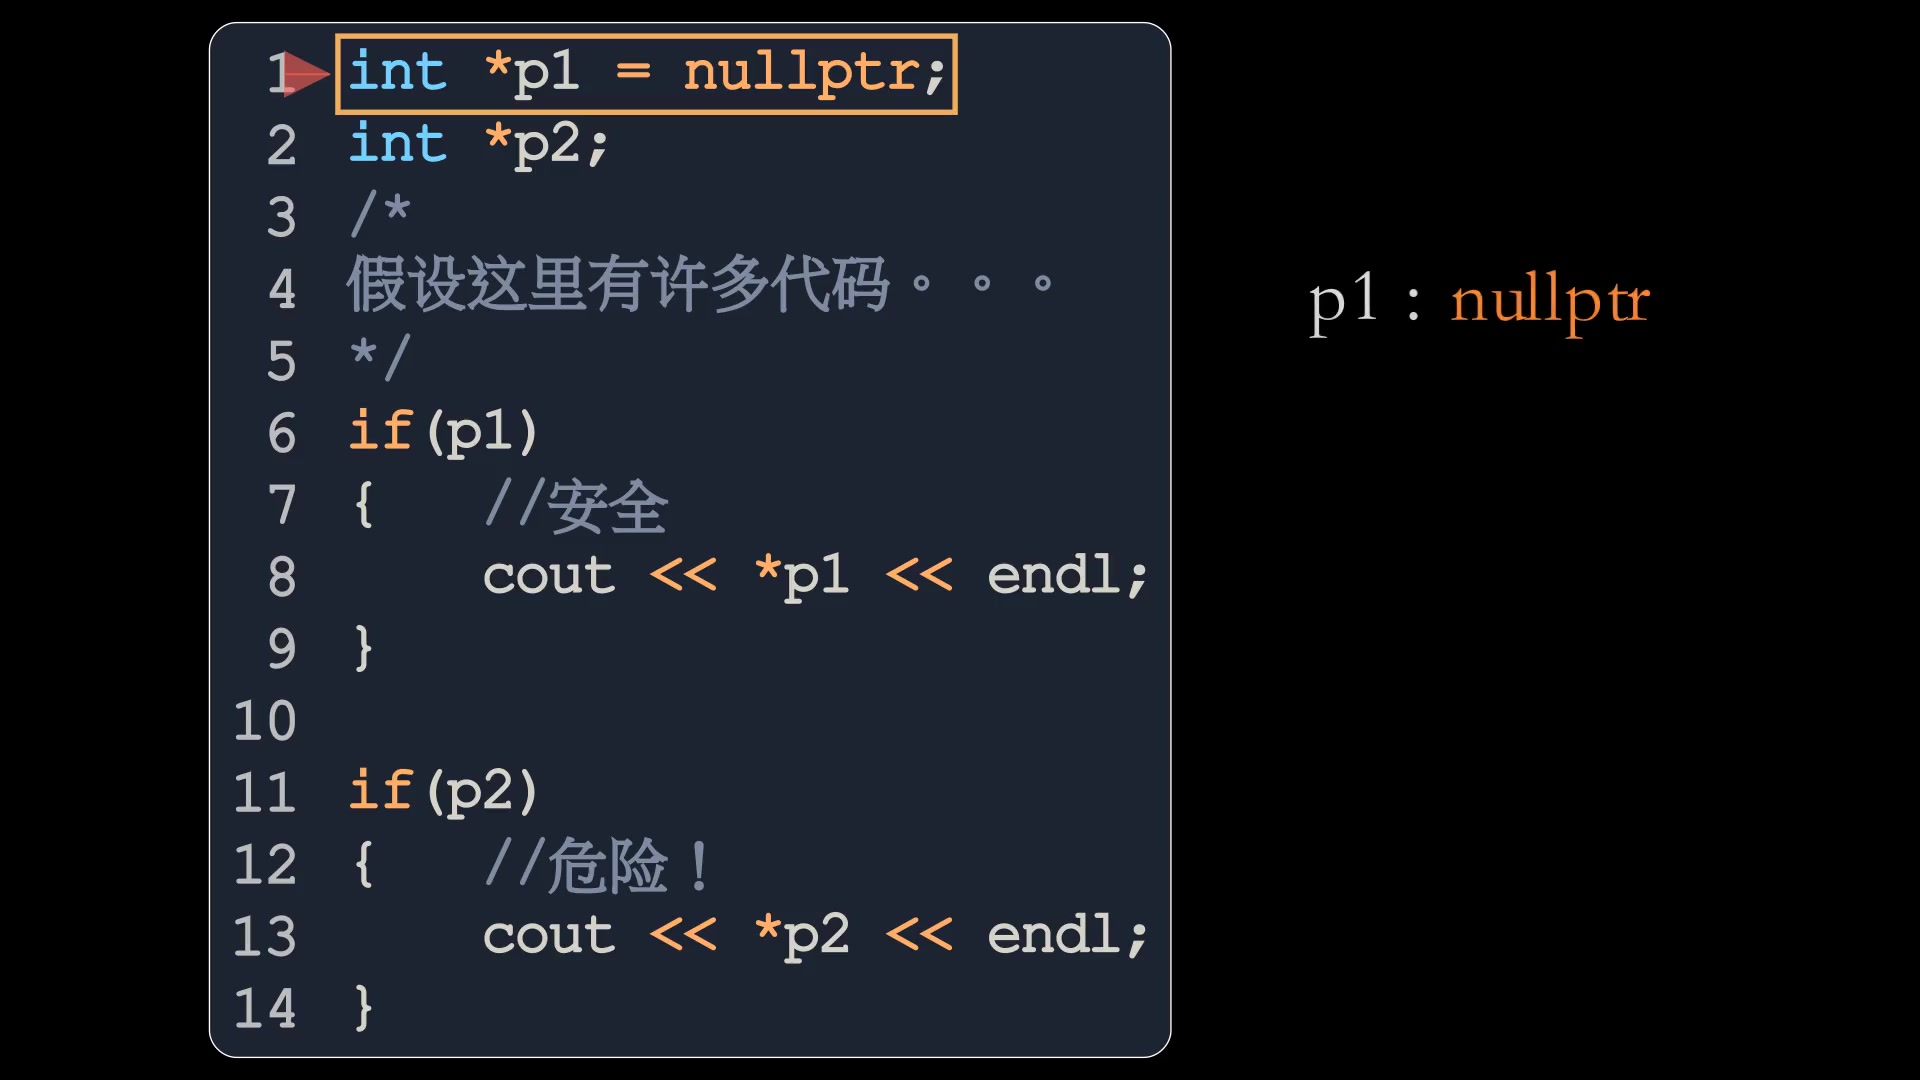 1 int *p1 = nullptr;
2 int *p2;
3 /*
4 假设这里有许多代码。。。
5 */
6 if(p1)
7 {   //安全
8     cout << *p1 << endl;
9 }
10
11 if(p2)
12 {   //危险！
13     cout << *p2 << endl;
14 }
p1 : nullptr